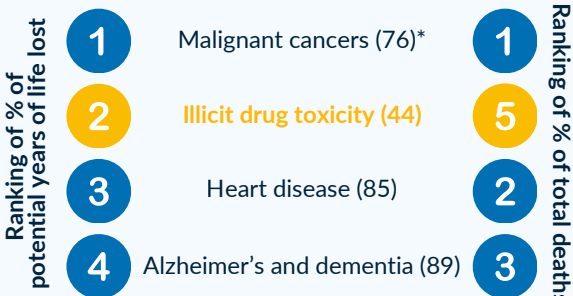 Ranking of % of
potential years of life lost
1 Malignant cancers (76)* 1
2 Illicit drug toxicity (44) 5
3 Heart disease (85) 2
4 Alzheimer’s and dementia (89) 3
Ranking of % of total deaths